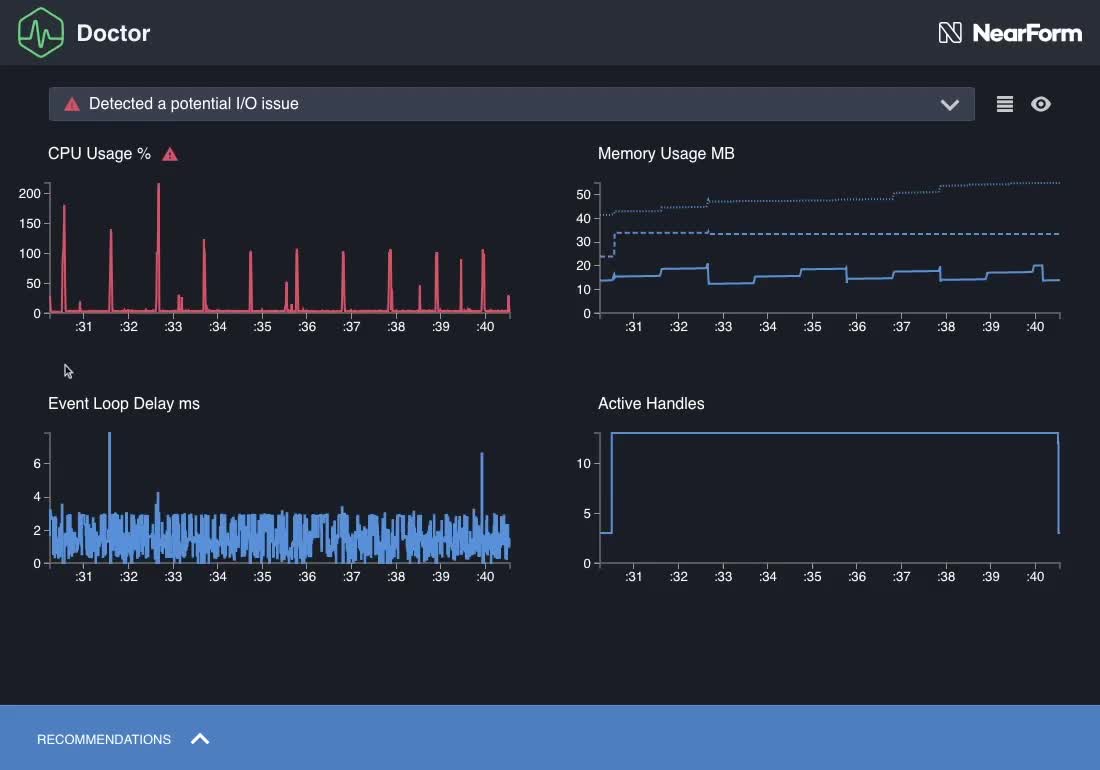 Doctor
NearForm
Detected a potential I/O issue
CPU Usage %
200
150
100
50
0
:31 :32 :33 :34 :35 :36 :37 :38 :39 :40
Memory Usage MB
50
40
30
20
10
0
:31 :32 :33 :34 :35 :36 :37 :38 :39 :40
Event Loop Delay ms
6
4
2
0
:31 :32 :33 :34 :35 :36 :37 :38 :39 :40
Active Handles
10
5
0
:31 :32 :33 :34 :35 :36 :37 :38 :39 :40
RECOMMENDATIONS